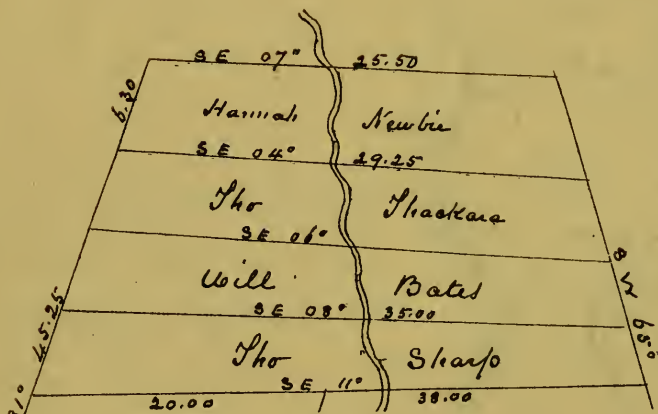 SE 07° 25.50
6.30
Hannah Newbie
SE 04° 29.25
Tho Thackara
SE 06°
Will Bates
SE 08° 35.00
45.25
65°
Tho Sharp
SE 11°
20.00 38.00